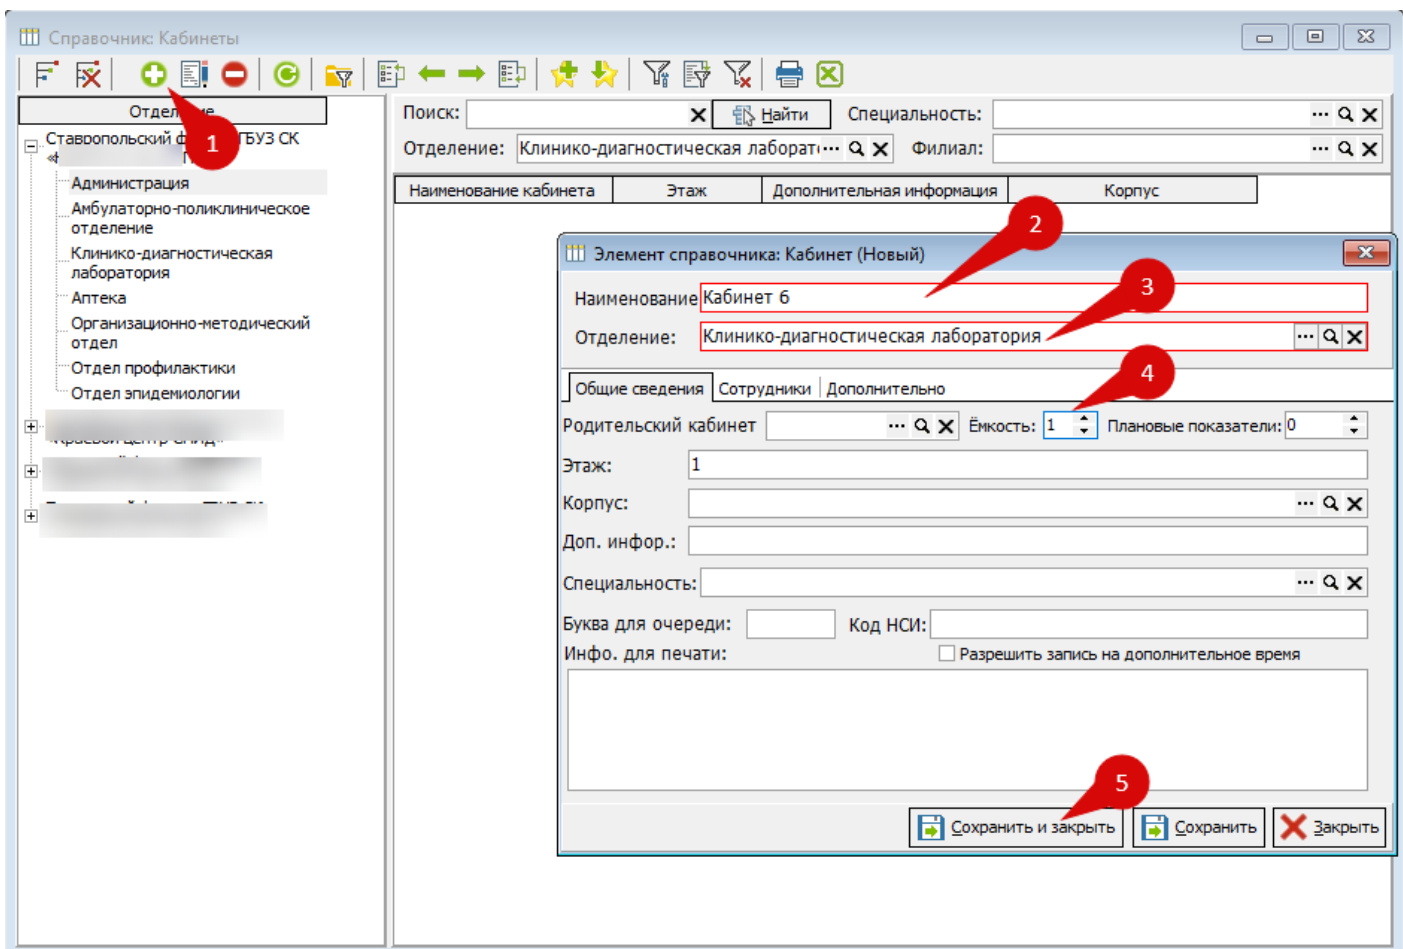 Справочник: Кабинеты
1
Отделение
Ставропольский ф ГБУЗ СК
Администрация
Амбулаторно-поликлиническое
отделение
Клинико-диагностическая
лаборатория
Аптека
Организационно-методический
отдел
Отдел профилактики
Отдел эпидемиологии
Поиск:
Найти
Специальность:
Отделение: Клинико-диагностическая лаборат
Филиал:
Наименование кабинета Этаж Дополнительная информация Корпус
2
Элемент справочника: Кабинет (Новый)
3
Наименование Кабинет 6
Отделение: Клинико-диагностическая лаборатория
4
Общие сведения Сотрудники Дополнительно
Родительский кабинет Ёмкость: 1 Плановые показатели: 0
Этаж: 1
Корпус:
Доп. инфор.:
Специальность:
Буква для очереди: Код НСИ:
Инфо. для печати: Разрешить запись на дополнительное время
5
Сохранить и закрыть Сохранить Закрыть